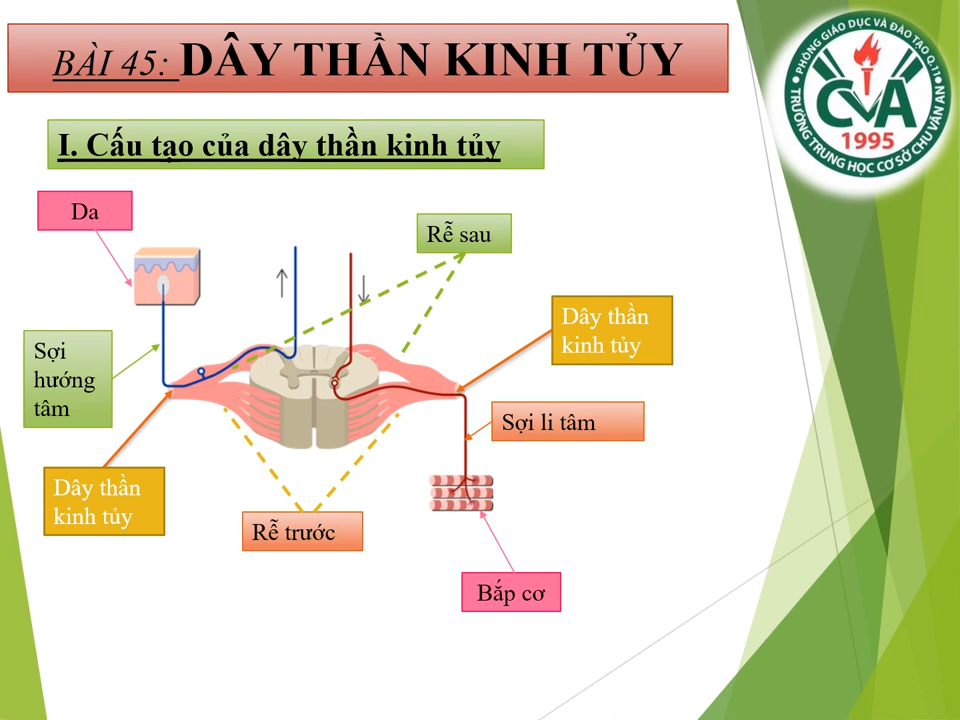 BÀI 45: DÂY THẦN KINH TỦY
PHÒNG GIÁO DỤC VÀ ĐÀO TẠO Q.11
CVA
1995
TRƯỜNG TRUNG HỌC CƠ SỞ CHU VĂN AN
I. Cấu tạo của dây thần kinh tủy
Da
Rễ sau
Dây thần
kinh tủy
Sợi
hướng
tâm
Sợi li tâm
Dây thần
kinh tủy
Rễ trước
Bắp cơ